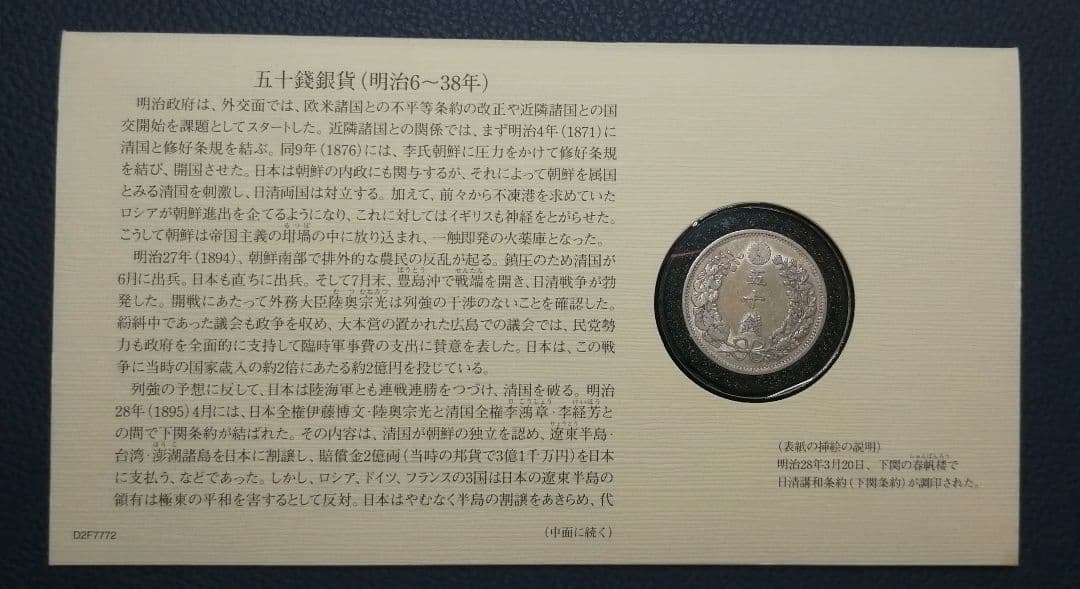 五十錢銀貨(明治6〜38年)
明治政府は、外交面では、欧米諸国との不平等条約の改正や近隣諸国との国
交開始を課題としてスタートした。近隣諸国との関係では、まず明治4年(1871)に
清国と修好条規を結ぶ。同9年(1876)には、李氏朝鮮に圧力をかけて修好条規
を結び、開国させた。日本は朝鮮の内政にも関与するが、それによって朝鮮を属国
とみる清国を刺激し、日清両国は対立する。加えて、前々から不凍港を求めていた
ロシアが朝鮮進出を企てるようになり、これに対してはイギリスも神経をとがらせた。
こうして朝鮮は帝国主義の坩堝の中に放り込まれ、一触即発の火薬庫となった。
明治27年(1894)、朝鮮南部で排外的な農民の反乱が起る。鎮圧のため清国が
6月に出兵。日本も直ちに出兵。そして7月末、豊島沖で戦端を開き、日清戦争が勃
発した。開戦にあたって外務大臣陸奥宗光は列強の干渉のないことを確認した。
紛糾中であった議会も政争を収め、大本営の置かれた広島での議会では、民党勢
力も政府を全面的に支持して臨時軍事費の支出に賛意を表した。日本は、この戦
争に当時の国家歳入の約2倍にあたる約2億円を投じている。
列強の予想に反して、日本は陸海軍とも連戦連勝をつづけ、清国を破る。明治
28年(1895)4月には、日本全権伊藤博文・陸奥宗光と清国全権李鴻章・李経芳と
の間で下関条約が結ばれた。その内容は、清国が朝鮮の独立を認め、遼東半島・
台湾・澎湖諸島を日本に割譲し、賠償金2億両(当時の邦貨で3億1千万円)を日本
に支払う、などであった。しかし、ロシア、ドイツ、フランスの3国は日本の遼東半島の
領有は極東の平和を害するとして反対。日本はやむなく半島の割譲をあきらめ、代
D2F7772
(中面に続く)
五十錢
(表紙の挿絵の説明)
明治28年3月20日、下関の春帆楼で
日清講和条約(下関条約)が調印された。